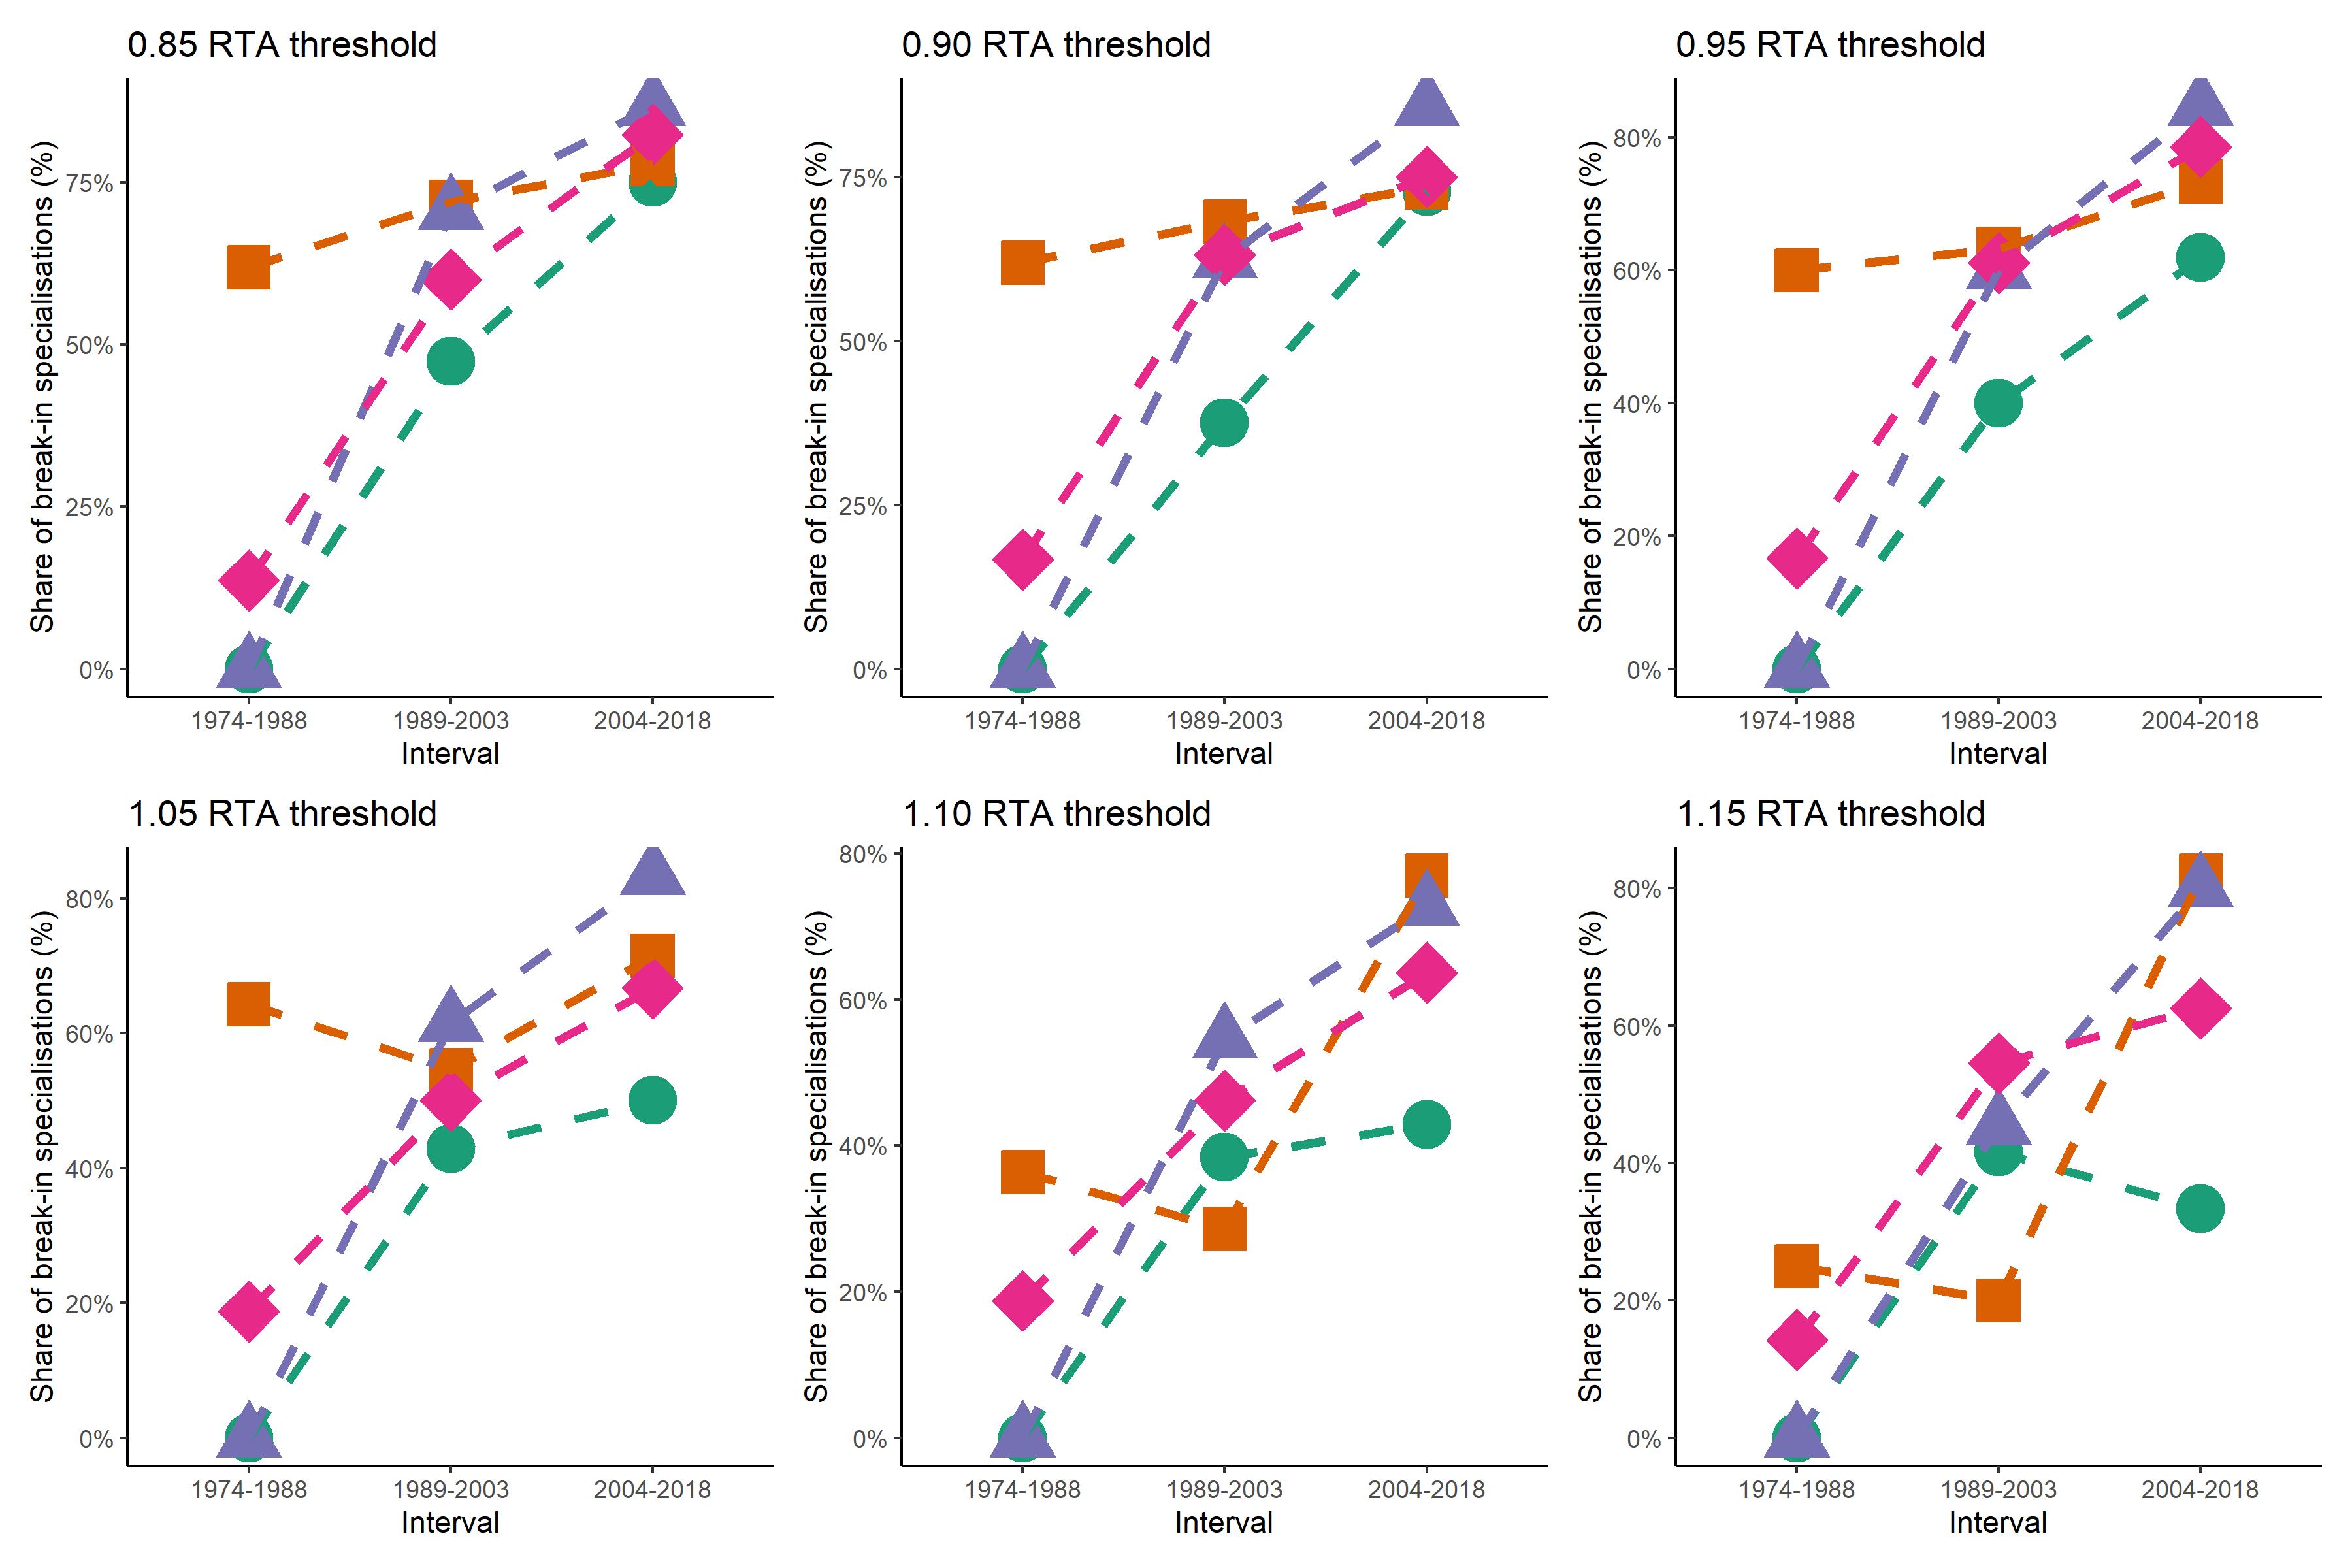 0.85 RTA threshold
Share of break-in specialisations (%)
75%
50%
25%
0%
1974-1988
1989-2003
2004-2018
Interval
0.90 RTA threshold
Share of break-in specialisations (%)
75%
50%
25%
0%
1974-1988
1989-2003
2004-2018
Interval
0.95 RTA threshold
Share of break-in specialisations (%)
80%
60%
40%
20%
0%
1974-1988
1989-2003
2004-2018
Interval
1.05 RTA threshold
Share of break-in specialisations (%)
80%
60%
40%
20%
0%
1974-1988
1989-2003
2004-2018
Interval
1.10 RTA threshold
Share of break-in specialisations (%)
80%
60%
40%
20%
0%
1974-1988
1989-2003
2004-2018
Interval
1.15 RTA threshold
Share of break-in specialisations (%)
80%
60%
40%
20%
0%
1974-1988
1989-2003
2004-2018
Interval